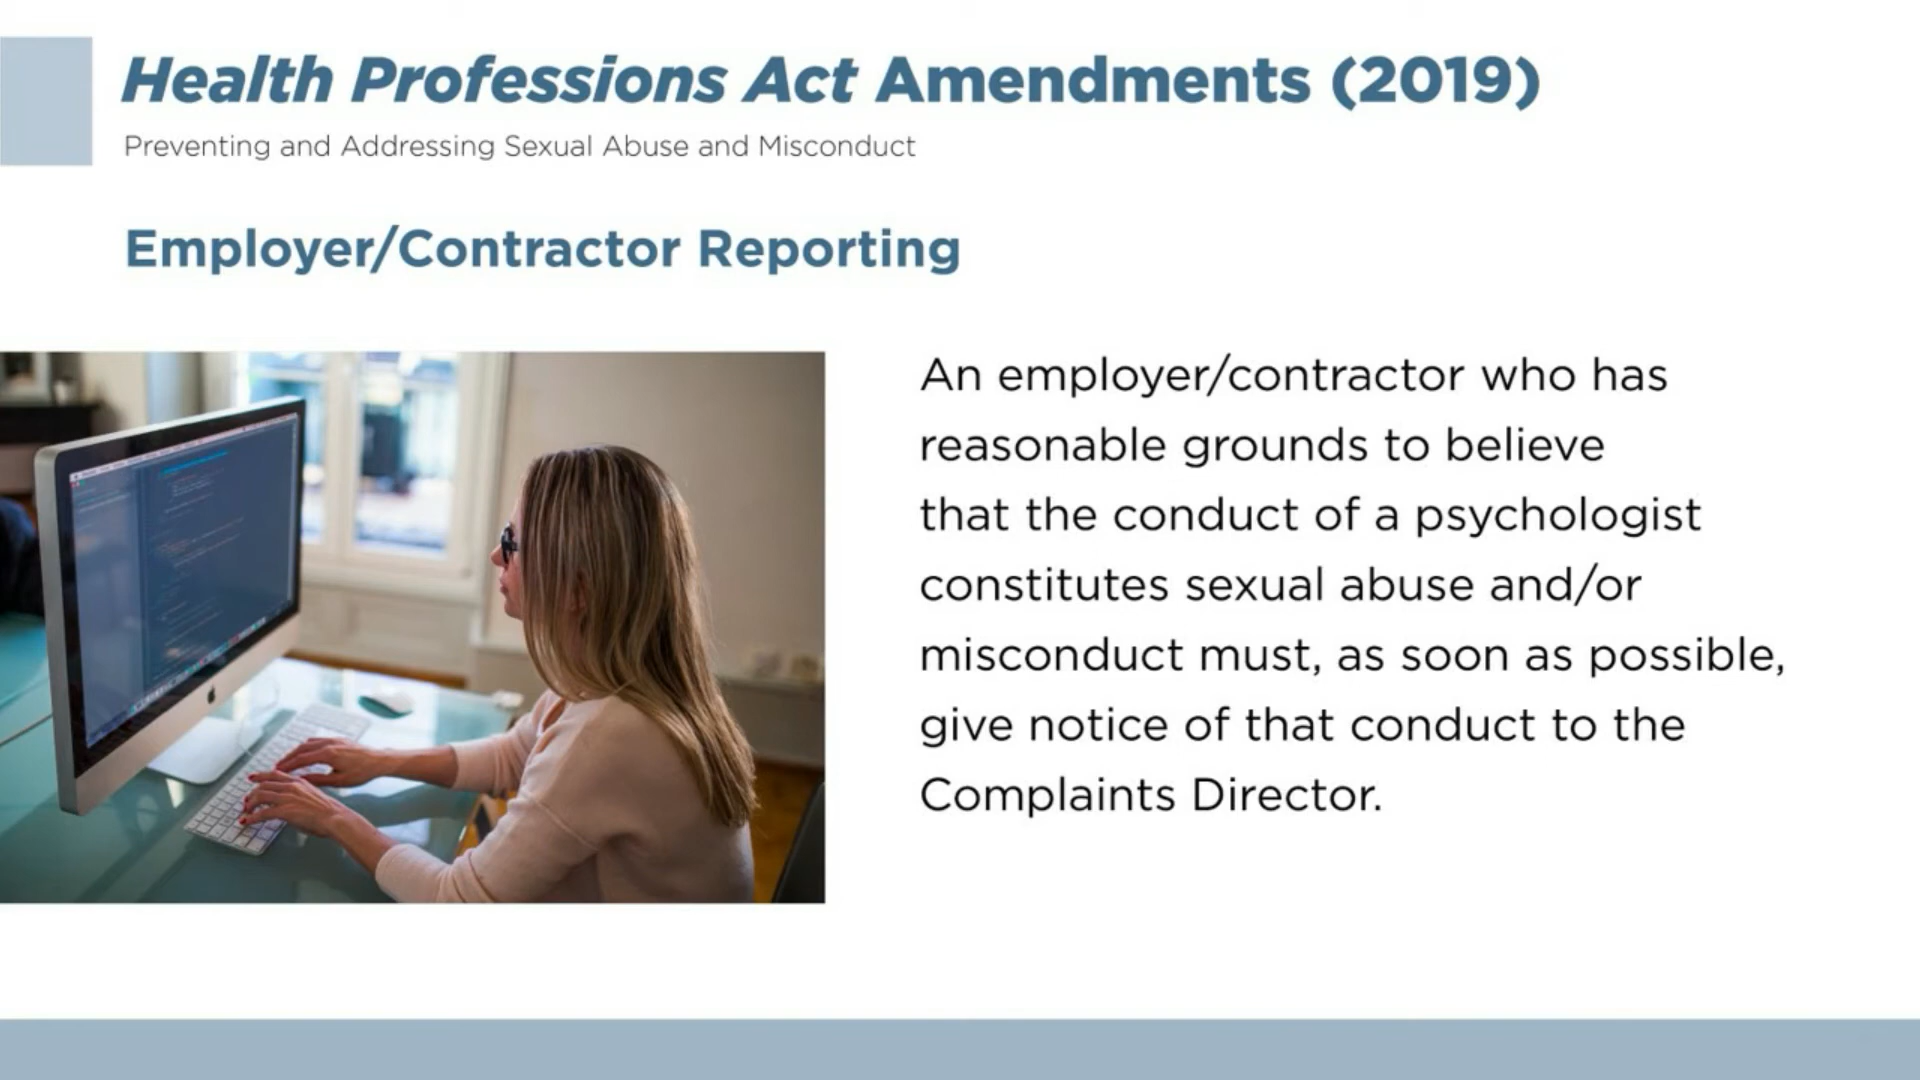 Health Professions Act Amendments (2019)
Preventing and Addressing Sexual Abuse and Misconduct
Employer/Contractor Reporting
An employer/contractor who has
reasonable grounds to believe
that the conduct of a psychologist
constitutes sexual abuse and/or
misconduct must, as soon as possible,
give notice of that conduct to the
Complaints Director.